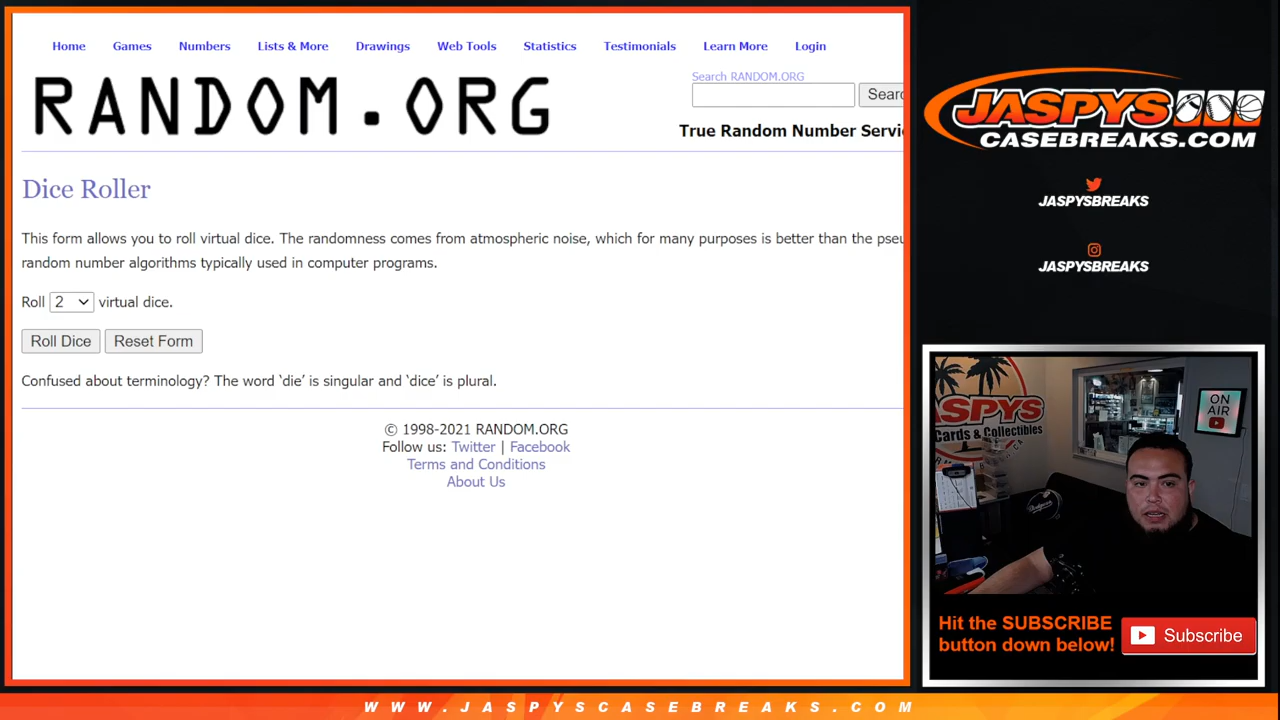 Home Games Numbers Lists & More Drawings Web Tools Statistics Testimonials Learn More Login
RANDOM.ORG
Search RANDOM.ORG
Searc
True Random Number Servi
Dice Roller
This form allows you to roll virtual dice. The randomness comes from atmospheric noise, which for many purposes is better than the pseu
random number algorithms typically used in computer programs.
Roll 2 virtual dice.
Roll Dice Reset Form
Confused about terminology? The word ‘die’ is singular and ‘dice’ is plural.
© 1998-2021 RANDOM.ORG
Follow us: Twitter | Facebook
Terms and Conditions
About Us
JASPYS
CASEBREAKS.COM
JASPYSBREAKS
JASPYSBREAKS
ASPYS
Cards & Collectibles
ON
AIR
Hit the SUBSCRIBE
button down below!
Subscribe
WWW.JASPYSCASEBREAKS.COM